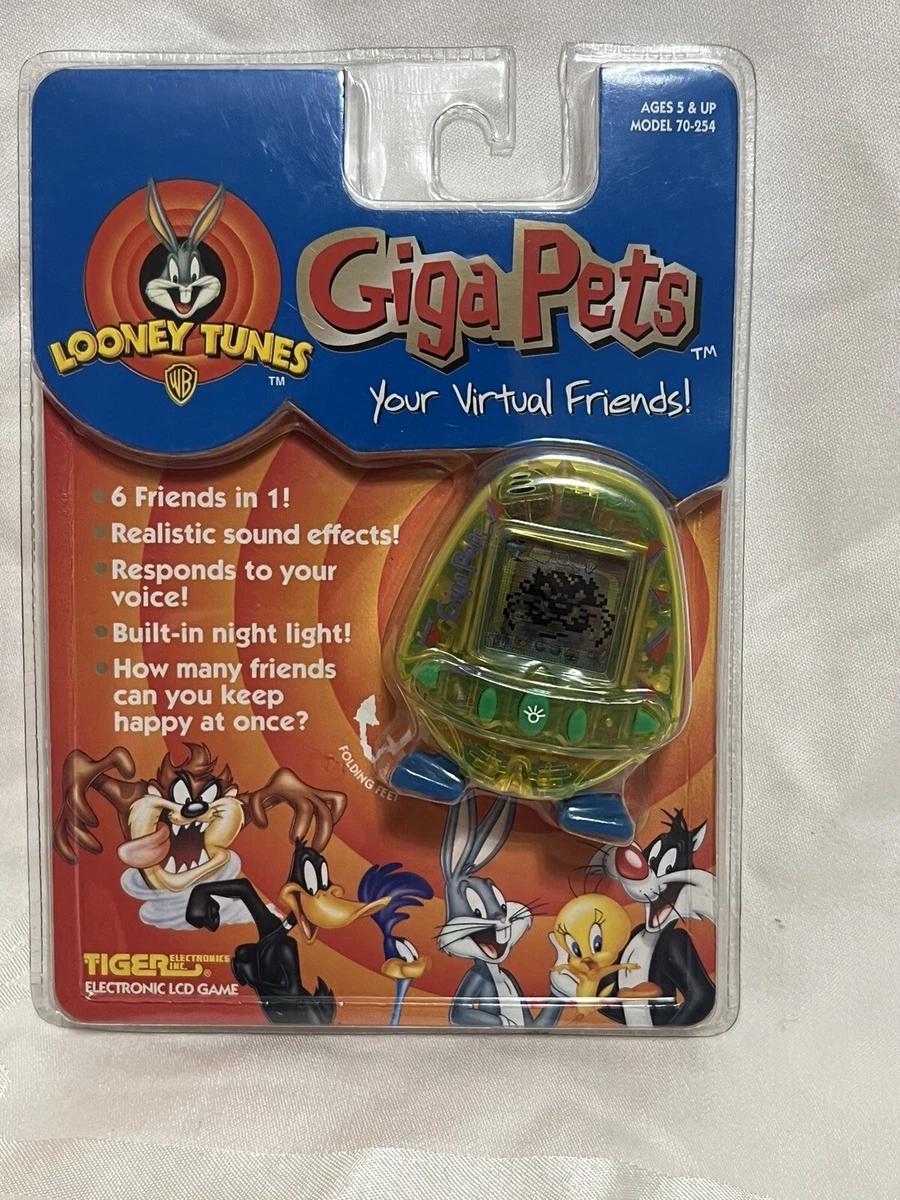 AGES 5 & UP
MODEL 70-254
LOONEY TUNES
TM
WB
Giga Pets
TM
Your Virtual Friends!
6 Friends in 1!
Realistic sound effects!
Responds to your
voice!
Built-in night light!
How many friends
can you keep
happy at once?
Giga Pets
FOLDING FEET
TIGER ELECTRONICS
INC.
®
ELECTRONIC LCD GAME